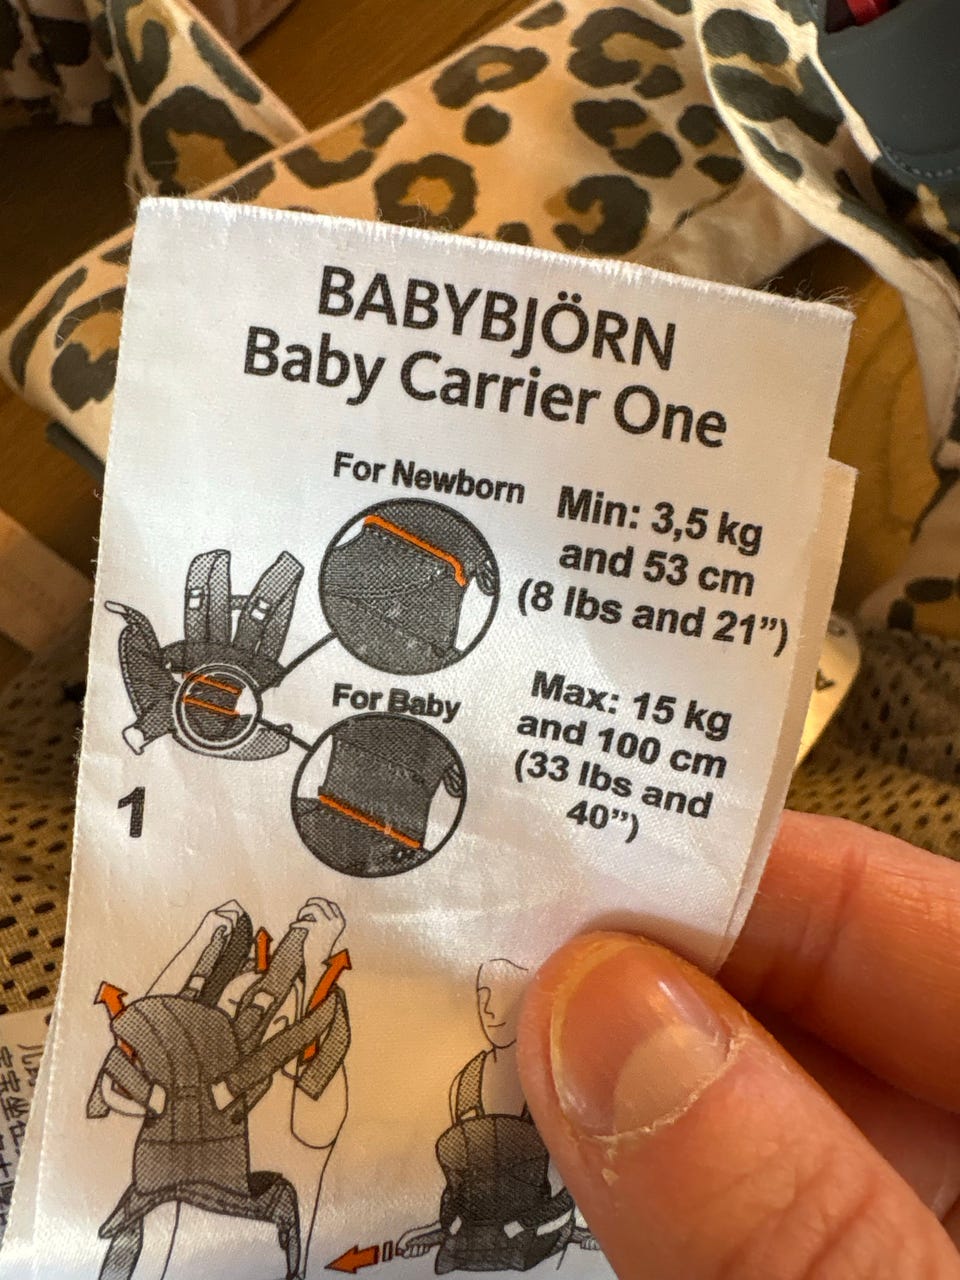 BABYBJÖRN
Baby Carrier One
For Newborn
Min: 3,5 kg
and 53 cm
(8 lbs and 21”)
For Baby
Max: 15 kg
and 100 cm
(33 lbs and
40”)
1